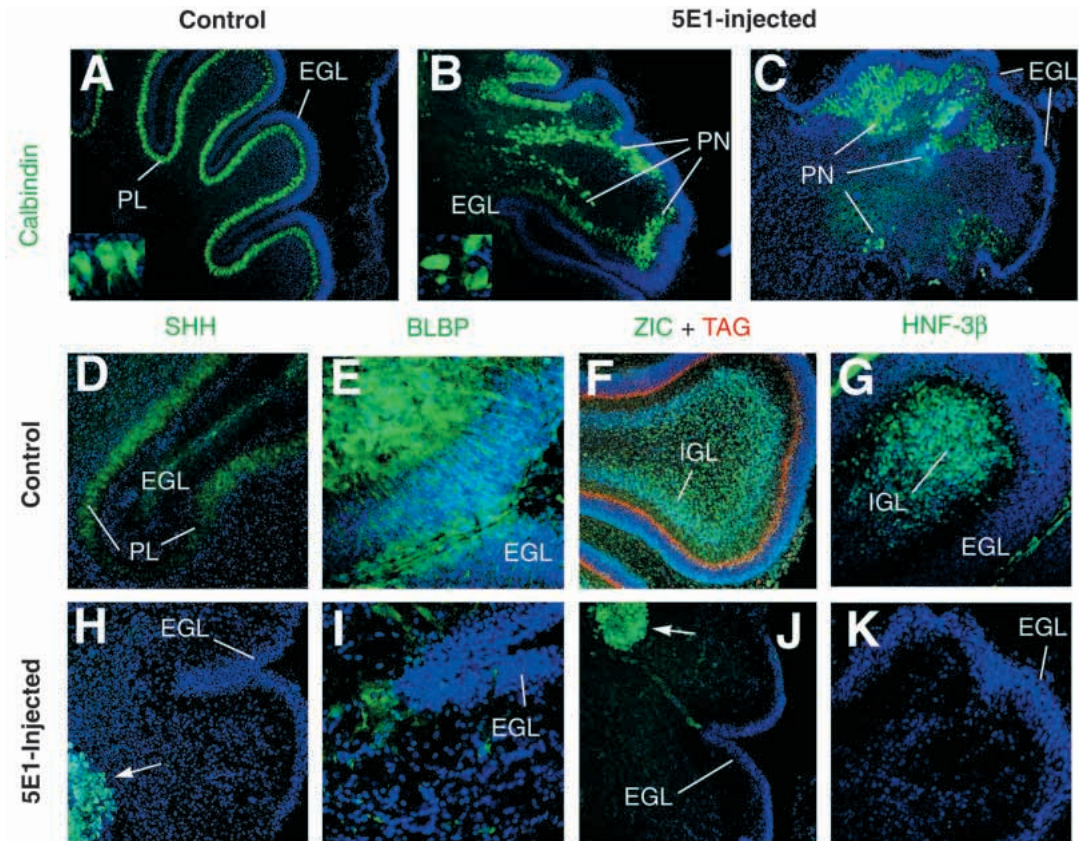 Control
5E1-injected
Calbindin
A
EGL
PL
B
PN
EGL
C
EGL
PN
SHH
BLBP
ZIC + TAG
HNF-3β
Control
D
EGL
PL
E
EGL
F
IGL
G
IGL
EGL
5E1-Injected
H
EGL
I
EGL
J
EGL
K
EGL